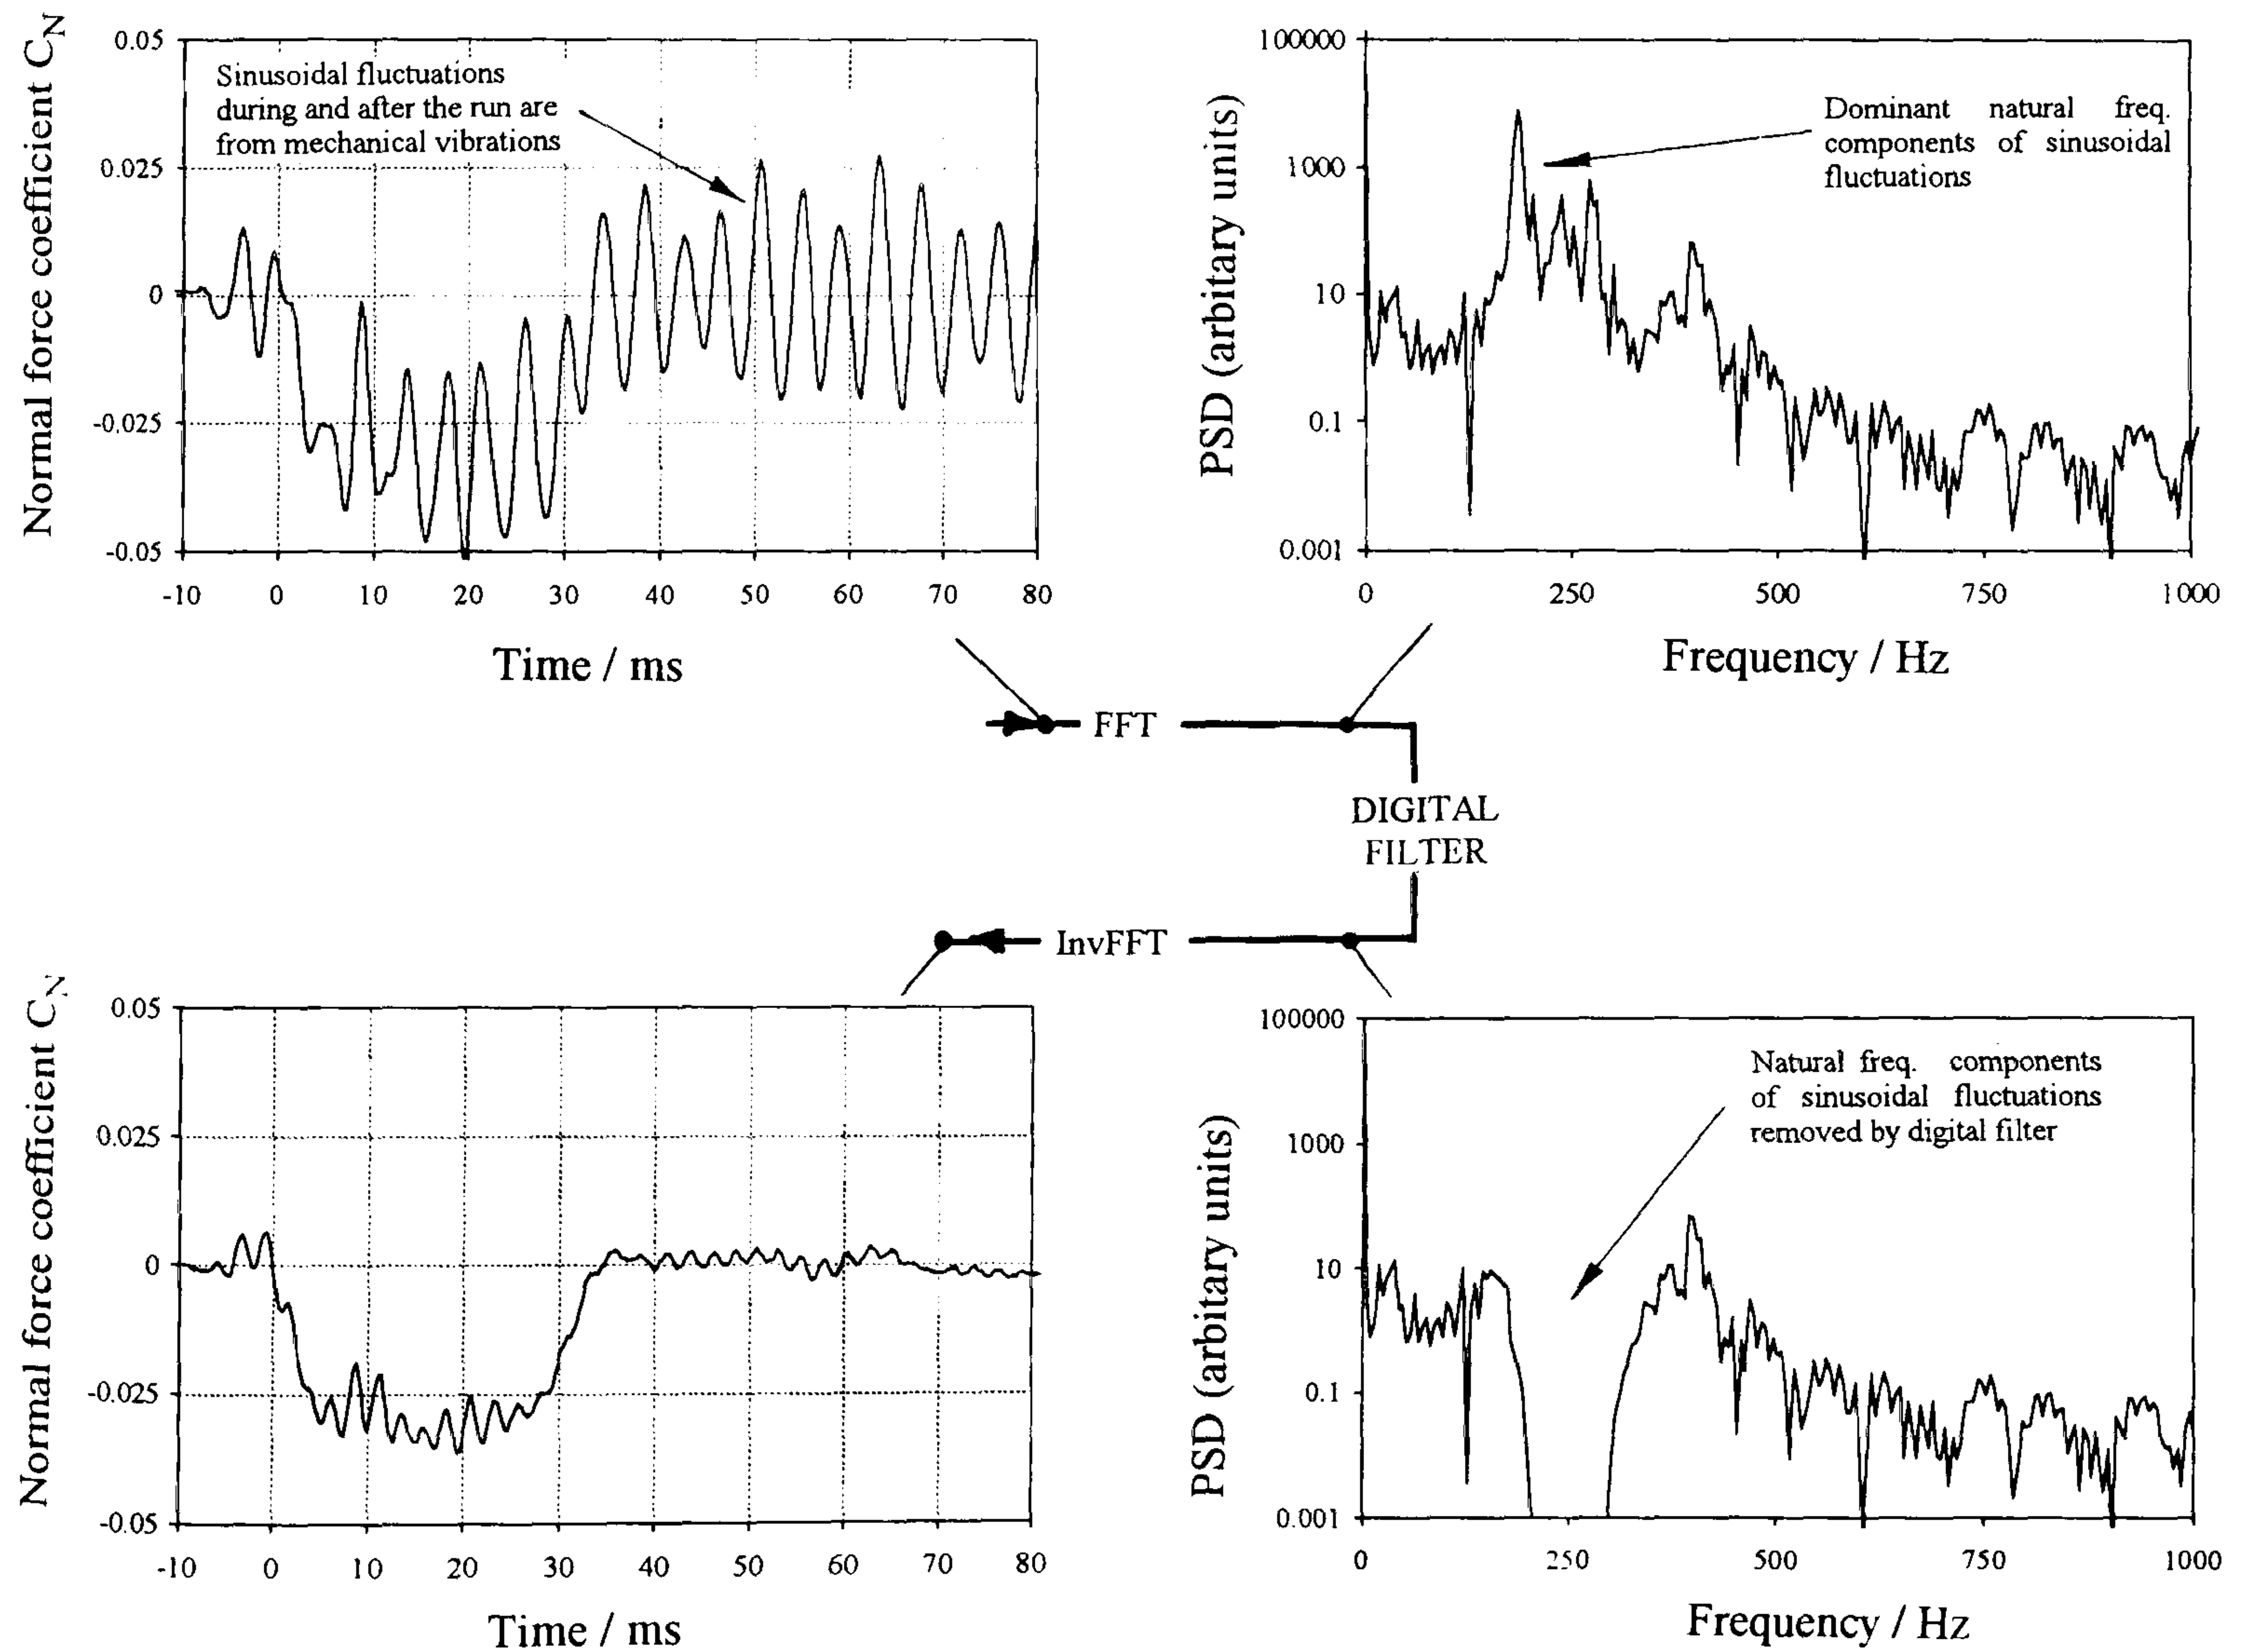 Normal force coefficient C_N
0.05
0.025
0
-0.025
-0.05
Sinusoidal fluctuations
during and after the run are
from mechanical vibrations
-10 0 10 20 30 40 50 60 70 80
Time / ms
PSD (arbitary units)
100000
1000
10
0.1
0.001
Dominant natural freq.
components of sinusoidal
fluctuations
0 250 500 750 1000
Frequency / Hz
FFT
DIGITAL
FILTER
InvFFT
Normal force coefficient C_N
0.05
0.025
0
-0.025
-0.05
-10 0 10 20 30 40 50 60 70 80
Time / ms
PSD (arbitary units)
100000
1000
10
0.1
0.001
Natural freq. components
of sinusoidal fluctuations
removed by digital filter
0 250 500 750 1000
Frequency / Hz